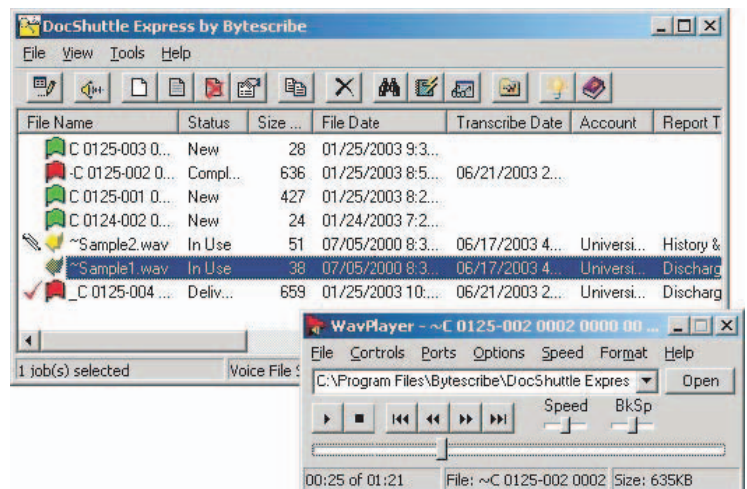 DocShuttle Express by Bytescribe
File View Tools Help
File Name Status Size ... File Date Transcribe Date Account Report T
C 0125-003 0... New 28 01/25/2003 9:3...
-C 0125-002 0... Compl... 636 01/25/2003 8:5... 06/21/2003 2...
C 0125-001 0... New 427 01/25/2003 8:2...
C 0124-002 0... New 24 01/24/2003 7:2...
~Sample2.wav In Use 51 07/05/2000 8:3... 06/17/2003 4... Universi... History &
~Sample1.wav In Use 38 07/05/2000 8:3... 06/17/2003 4... Universi... Discharg
_C 0125-004 ... Deliv... 659 01/25/2003 10:... 06/21/2003 2... Universi... Discharg
1 job(s) selected Voice File S
WavPlayer - ~C 0125-002 0002 0000 00 ...
File Controls Ports Options Speed Format Help
C:\Program Files\Bytescribe\DocShuttle Expres Open
Speed BkSp
00:25 of 01:21 File: ~C 0125-002 0002 Size: 635KB